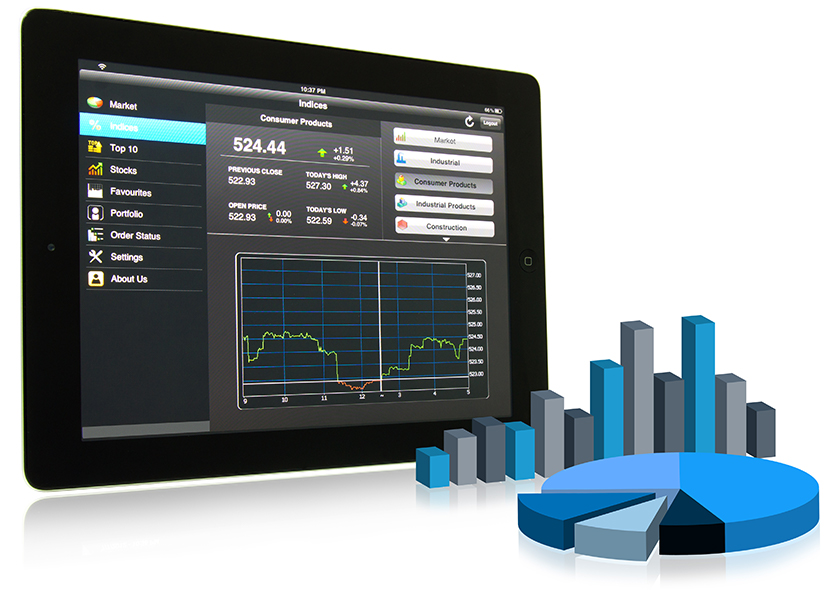 10:37 PM
66%
Indices
Logout
Market
Indices
TOP
Top 10
Stocks
Favourites
Portfolio
Order Status
Settings
About Us
Consumer Products
524.44
+1.51
+0.29%
PREVIOUS CLOSE
522.93
TODAY'S HIGH
527.30
+4.37
+0.84%
OPEN PRICE
522.93
0.00
0.00%
TODAY'S LOW
522.59
-0.34
-0.07%
Market
Industrial
Consumer Products
Industrial Products
Construction
527.00
526.50
526.00
525.50
525.00
524.50
524.00
523.50
523.00
9 10 11 12 3 4 5